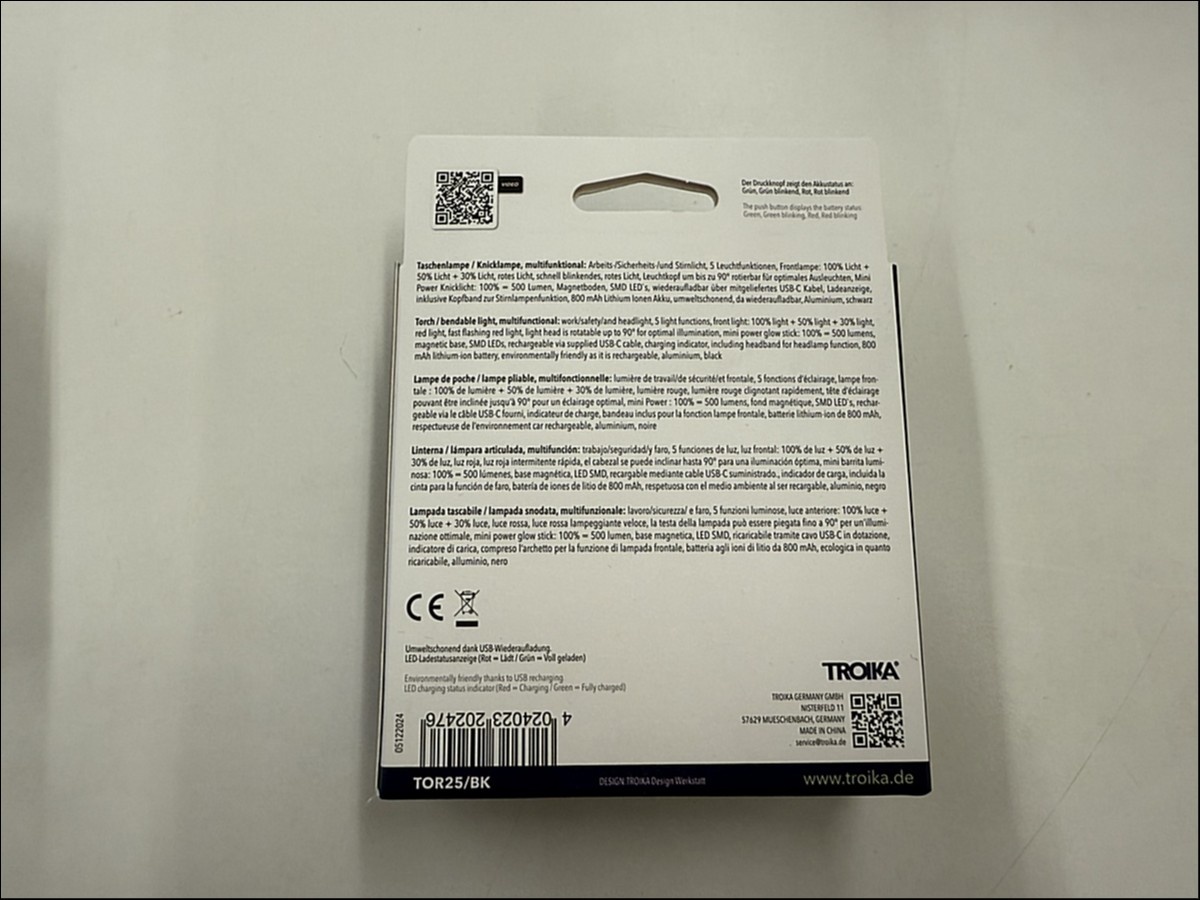 VIDEO
Der Druckknopf zeigt den Akkustatus an:
Grün, Grün blinkend, Rot, Rot blinkend
The push button displays the battery status:
Green, Green blinking, Red, Red blinking
Taschenlampe / Knicklampe, multifunktional: Arbeits-/Sicherheits-/und Stirnlicht, 5 Leuchtfunktionen, Frontlampe: 100% Licht +
50% Licht + 30% Licht, rotes Licht, schnell blinkendes, rotes Licht, Leuchtkopf um bis zu 90° rotierbar für optimales Ausleuchten, Mini
Power Knicklicht: 100% = 500 Lumen, Magnetboden, SMD LED's, wiederaufladbar über mitgeliefertes USB-C Kabel, Ladeanzeige,
inklusive Kopfband zur Stirnlampenfunktion, 800 mAh Lithium Ionen Akku, umweltschonend, da wiederaufladbar, Aluminium, schwarz
Torch / bendable light, multifunctional: work/safety/and headlight, 5 light functions, front light: 100% light + 50% light + 30% light,
red light, fast flashing red light, light head is rotatable up to 90° for optimal illumination, mini power glow stick: 100% = 500 lumens,
magnetic base, SMD LEDs, rechargeable via supplied USB-C cable, charging indicator, including headband for headlamp function, 800
mAh lithium-ion battery, environmentally friendly as it is rechargeable, aluminium, black
Lampe de poche / lampe pliable, multifonctionnelle: lumière de travail/de sécurité/et frontale, 5 fonctions d'éclairage, lampe fron-
tale : 100% de lumière + 50% de lumière + 30% de lumière, lumière rouge, lumière rouge clignotant rapidement, tête d'éclairage
pouvant être inclinée jusqu'à 90° pour un éclairage optimal, mini Power : 100% = 500 lumens, fond magnétique, SMD LED's, rechar-
geable via le câble USB-C fourni, indicateur de charge, bandeau inclus pour la fonction lampe frontale, batterie lithium-ion de 800 mAh,
respectueuse de l'environnement car rechargeable, aluminium, noire
Linterna / lámpara articulada, multifunción: trabajo/seguridad/y faro, 5 funciones de luz, luz frontal: 100% de luz + 50% de luz +
30% de luz, luz roja, luz roja intermitente rápida, el cabezal se puede inclinar hasta 90° para una iluminación óptima, mini barrita lumi-
nosa: 100% = 500 lúmenes, base magnética, LED SMD, recargable mediante cable USB-C suministrado., indicador de carga, incluida la
cinta para la función de faro, batería de iones de litio de 800 mAh, respetuosa con el medio ambiente al ser recargable, aluminio, negro
Lampada tascabile / lampada snodata, multifunzionale: lavoro/sicurezza/ e faro, 5 funzioni luminose, luce anteriore: 100% luce +
50% luce + 30% luce, luce rossa, luce rossa lampeggiante veloce, la testa della lampada può essere piegata fino a 90° per un'illumi-
nazione ottimale, mini power glow stick: 100% = 500 lumen, base magnetica, LED SMD, ricaricabile tramite cavo USB-C in dotazione,
indicatore di carica, compreso l'archetto per la funzione di lampada frontale, batteria agli ioni di litio da 800 mAh, ecologica in quanto
ricaricabile, alluminio, nero
CE
Umweltschonend dank USB-Wiederaufladung.
LED-Ladestatusanzeige (Rot = Lädt / Grün = Voll geladen)
Environmentally friendly thanks to USB recharging.
LED charging status indicator (Red = Charging / Green = Fully charged)
TROIKA®
TROIKA GERMANY GMBH
NISTERFELD 11
57629 MUESCHENBACH, GERMANY
MADE IN CHINA
service@troika.de
05122024
4 024023 202476
TOR25/BK
DESIGN: TROIKA Design Werkstatt
www.troika.de